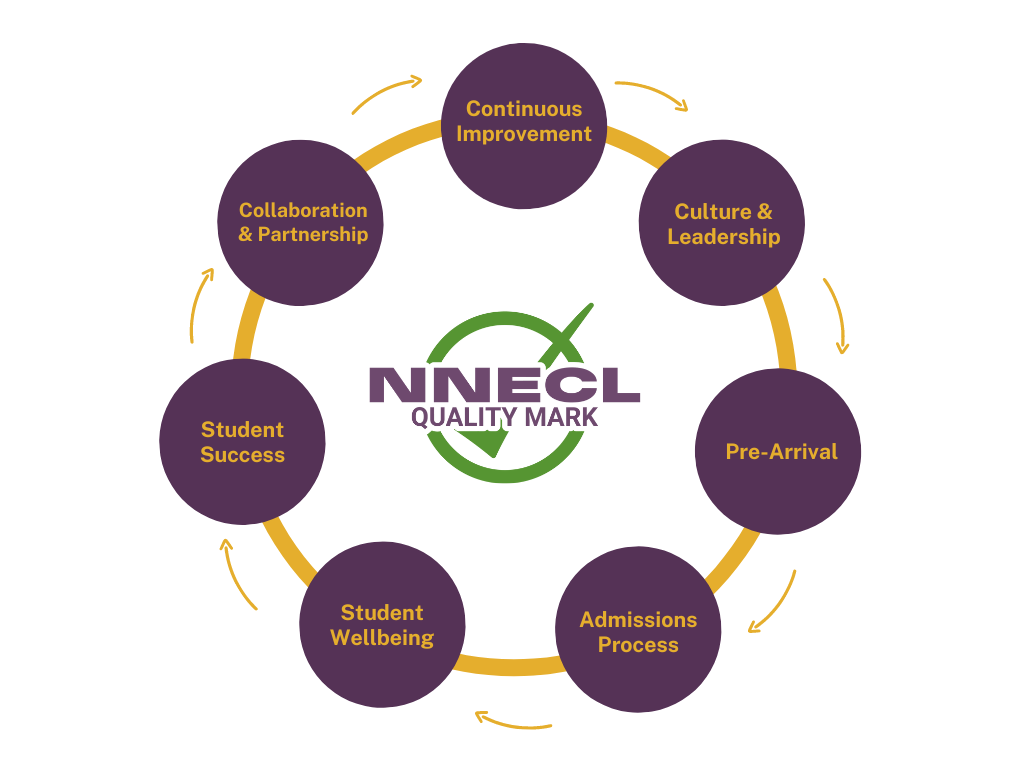 Continuous
Improvement
Culture &
Leadership
Pre-Arrival
Admissions
Process
Student
Wellbeing
Student
Success
Collaboration
& Partnership
NNECL
QUALITY MARK